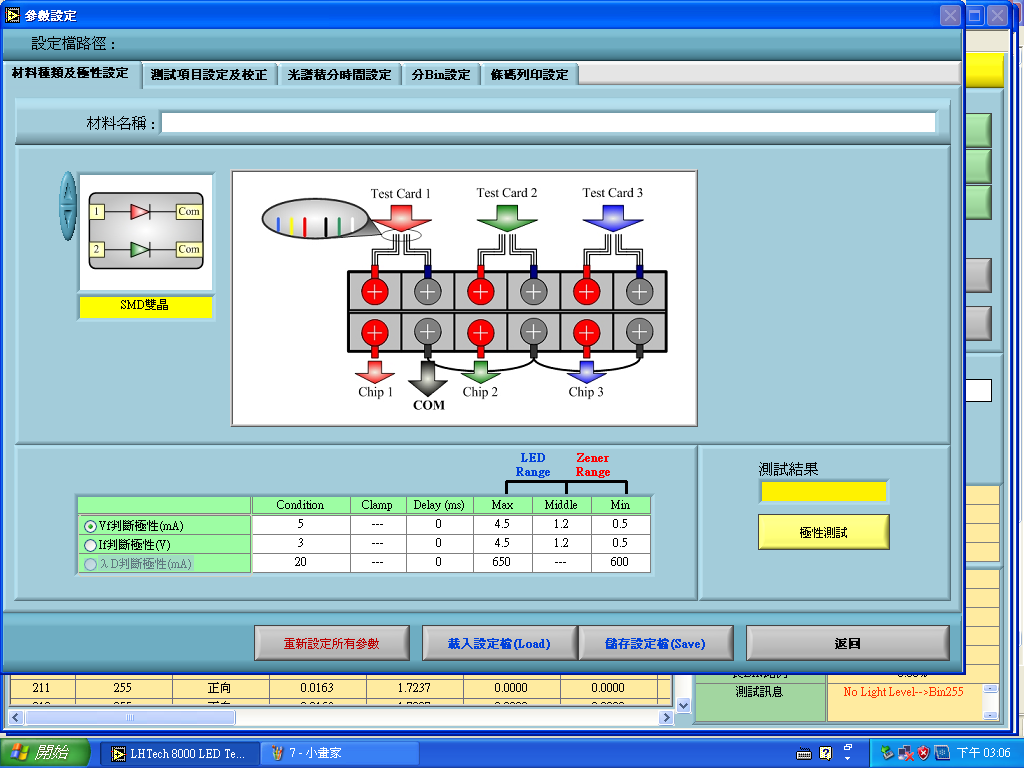 參數設定
設定檔路徑：
材料種類及極性設定 測試項目設定及校正 光譜積分時間設定 分Bin設定 條碼列印設定
材料名稱：
1 Com
2 Com
SMD雙晶
Test Card 1 Test Card 2 Test Card 3
Chip 1 COM Chip 2 Chip 3
LED Range Zener Range
Condition Clamp Delay (ms) Max Middle Min
Vf判斷極性(mA) 5 --- 0 4.5 1.2 0.5
If判斷極性(V) 3 --- 0 4.5 1.2 0.5
λD判斷極性(mA) 20 --- 0 650 --- 600
測試結果
極性測試
重新設定所有參數 載入設定檔(Load) 儲存設定檔(Save) 返回
211 255 正向 0.0163 1.7237 0.0000 0.0000
測試訊息 No Light Level-->Bin255
開始 LHTech 8000 LED Te... 7 - 小畫家 下午 03:06